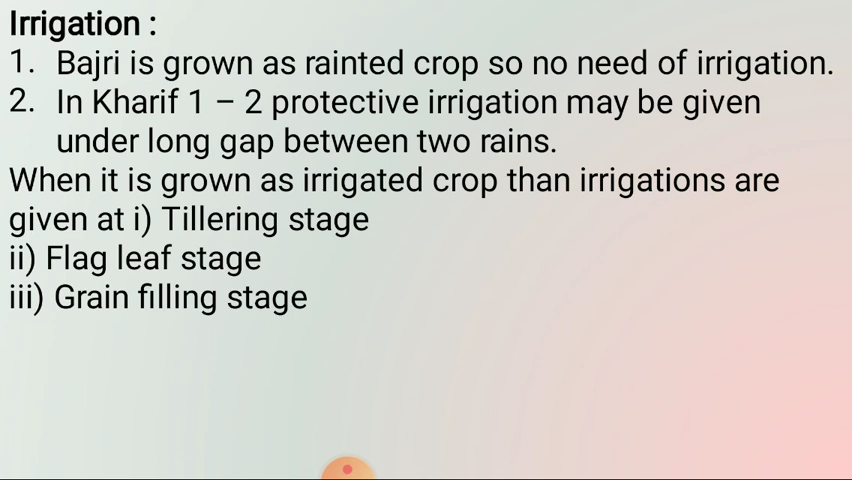 Irrigation :
1. Bajri is grown as rainted crop so no need of irrigation.
2. In Kharif 1 – 2 protective irrigation may be given
under long gap between two rains.
When it is grown as irrigated crop than irrigations are
given at i) Tillering stage
ii) Flag leaf stage
iii) Grain filling stage